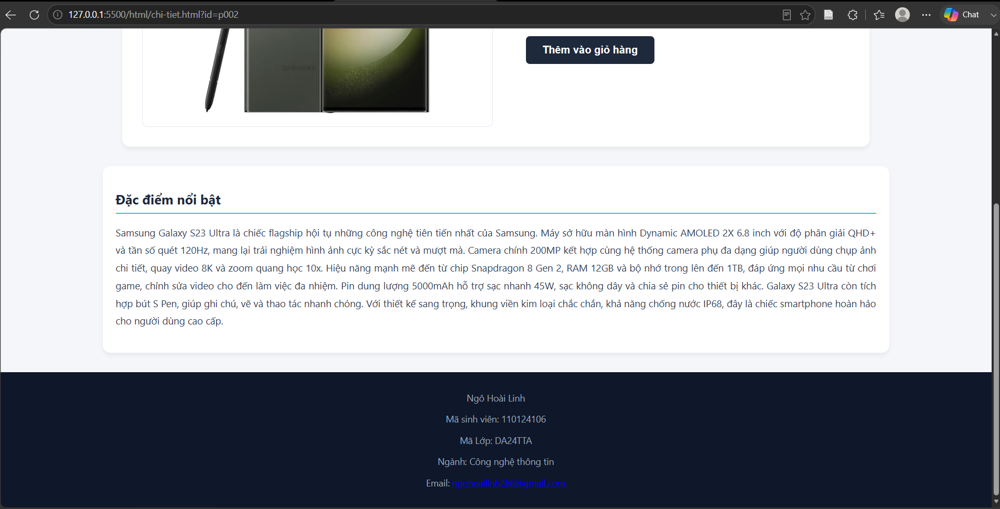 127.0.0.1:5500/html/chi-tiet.html?id=p002
Chat
SAMSUNG
Thêm vào giỏ hàng
Đặc điểm nổi bật
Samsung Galaxy S23 Ultra là chiếc flagship hội tụ những công nghệ tiên tiến nhất của Samsung. Máy sở hữu màn hình Dynamic AMOLED 2X 6.8 inch với độ phân giải QHD+
và tần số quét 120Hz, mang lại trải nghiệm hình ảnh cực kỳ sắc nét và mượt mà. Camera chính 200MP kết hợp cùng hệ thống camera phụ đa dạng giúp người dùng chụp ảnh
chi tiết, quay video 8K và zoom quang học 10x. Hiệu năng mạnh mẽ đến từ chip Snapdragon 8 Gen 2, RAM 12GB và bộ nhớ trong lên đến 1TB, đáp ứng mọi nhu cầu từ chơi
game, chỉnh sửa video cho đến làm việc đa nhiệm. Pin dung lượng 5000mAh hỗ trợ sạc nhanh 45W, sạc không dây và chia sẻ pin cho thiết bị khác. Galaxy S23 Ultra còn tích
hợp bút S Pen, giúp ghi chú, vẽ và thao tác nhanh chóng. Với thiết kế sang trọng, khung viền kim loại chắc chắn, khả năng chống nước IP68, đây là chiếc smartphone hoàn hảo
cho người dùng cao cấp.
Ngô Hoài Linh
Mã sinh viên: 110124106
Mã Lớp: DA24TTA
Ngành: Công nghệ thông tin
Email: ngohoailinh2k6@gmail.com